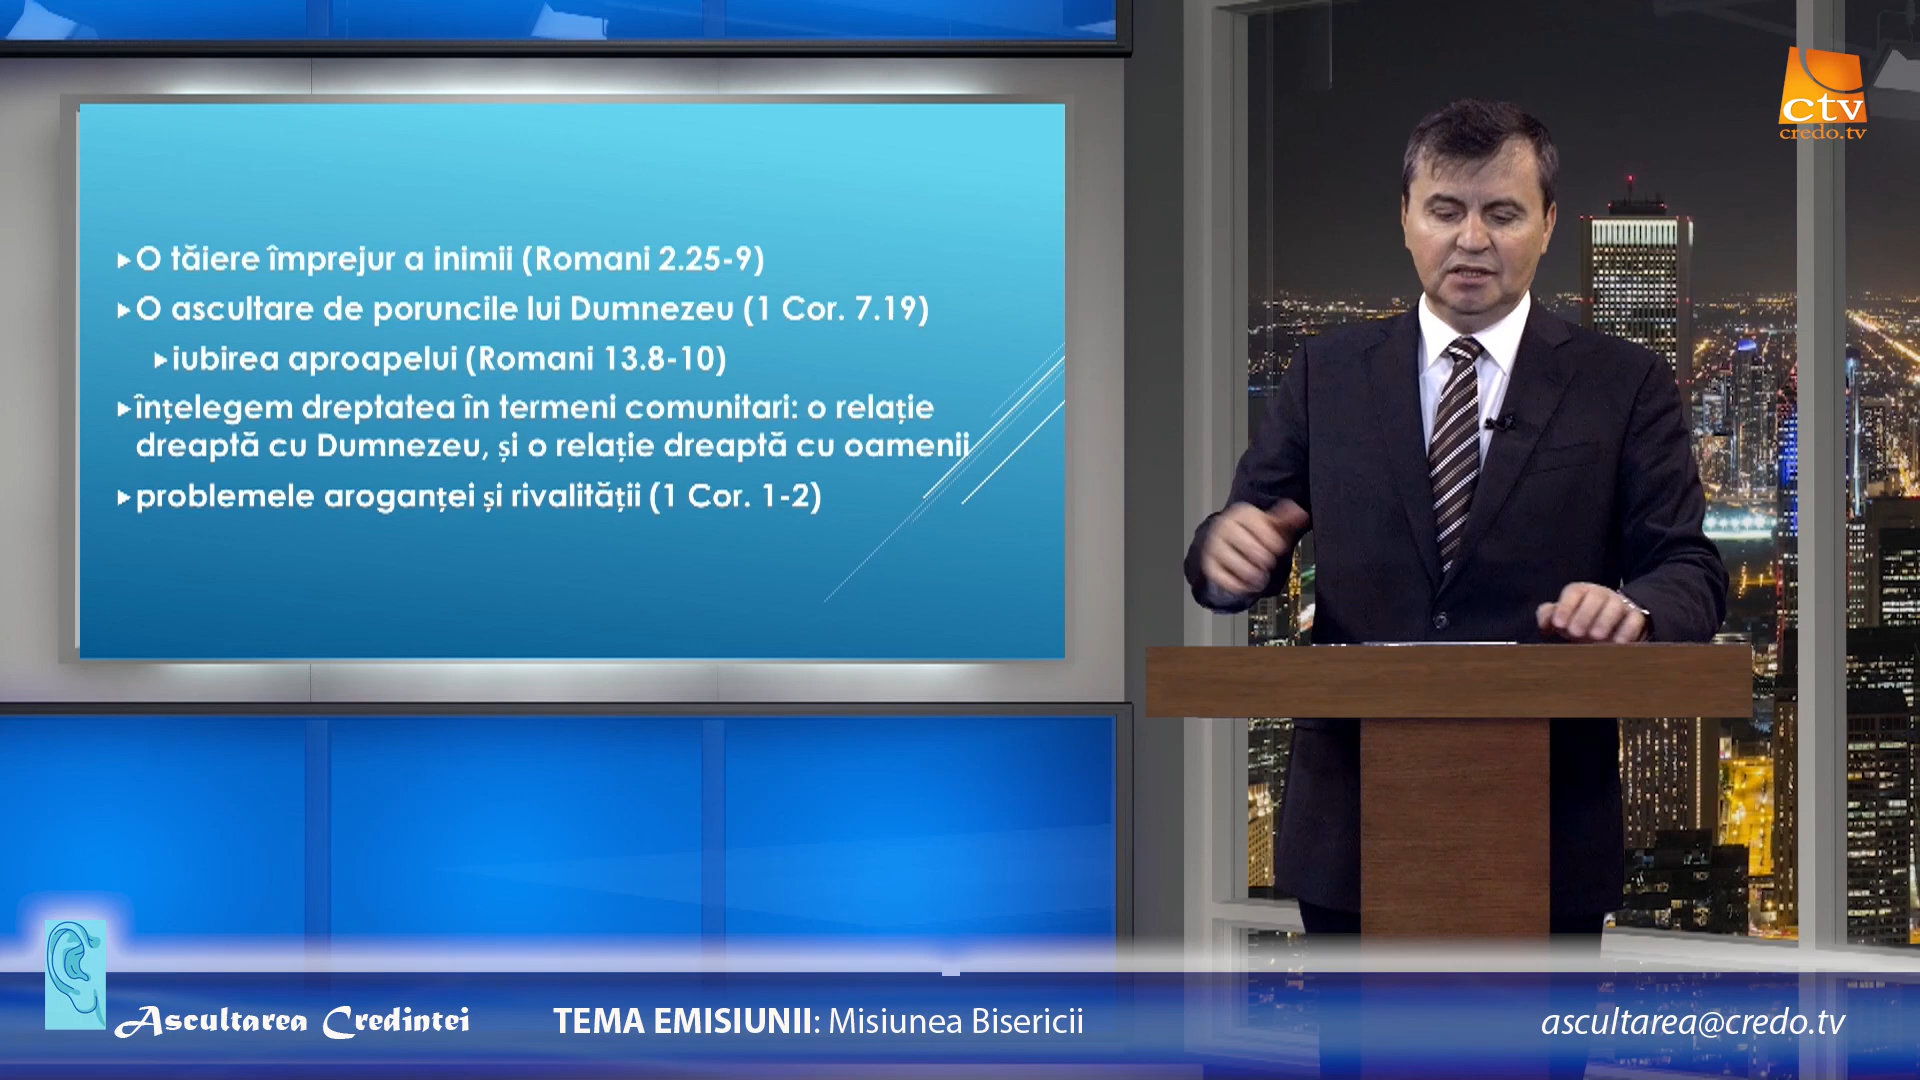 O tăiere împrejur a inimii (Romani 2.25-9)
O ascultare de poruncile lui Dumnezeu (1 Cor. 7.19)
iubirea aproapelui (Romani 13.8-10)
înțelegem dreptatea în termeni comunitari: o relație
dreaptă cu Dumnezeu, și o relație dreaptă cu oamenii
problemele aroganței și rivalității (1 Cor. 1-2)
ctv
credo.tv
Ascultarea Credintei
TEMA EMISIUNII: Misiunea Bisericii
ascultarea@credo.tv